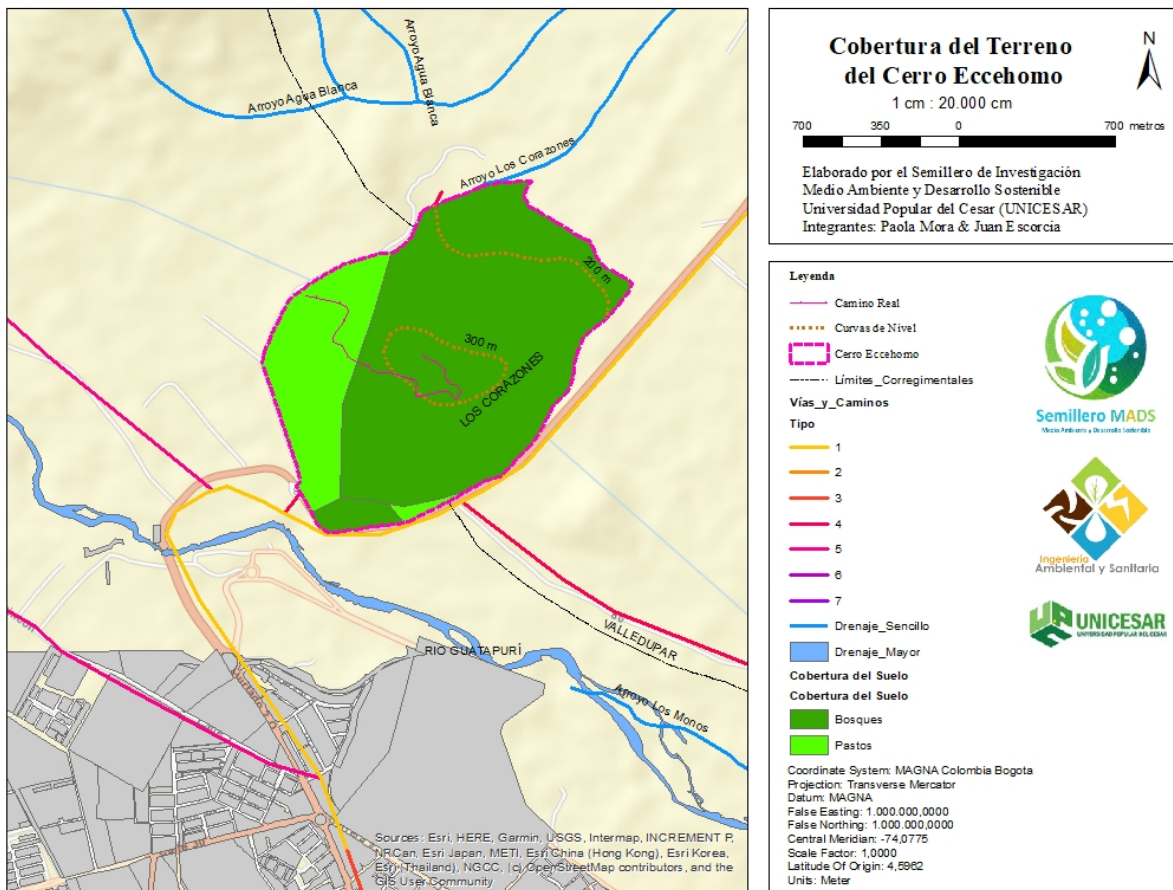 Arroyo Agua Blanca
Arroyo Agua Blanca
Arroyo Los Corazones
200 m
300 m
LOS CORAZONES
VALLEDUPAR
RIO GUATAPURÍ
Arroyo Los Monos
Sources: Esri, HERE, Garmin, USGS, Intermap, INCREMENT P,
NRCan, Esri Japan, METI, Esri China (Hong Kong), Esri Korea,
Esri (Thailand), NGCC, (c) OpenStreetMap contributors, and the
GIS User Community
Cobertura del Terreno
del Cerro Eccehomo
N
1 cm : 20.000 cm
700 350 0 700 metros
Elaborado por el Semillero de Investigación
Medio Ambiente y Desarrollo Sostenible
Universidad Popular del Cesar (UNICESAR)
Integrantes: Paola Mora & Juan Escorcia
Leyenda
Camino Real
Curvas de Nivel
Cerro Eccehomo
Límites_Corregimentales
Vías_y_Caminos
Tipo
1
2
3
4
5
6
7
Drenaje_Sencillo
Drenaje_Mayor
Cobertura del Suelo
Cobertura del Suelo
Bosques
Pastos
Semillero MADS
Medio Ambiente y Desarrollo Sostenible
Ingeniería
Ambiental y Sanitaria
UNICESAR
UNIVERSIDAD POPULAR DEL CESAR
Coordinate System: MAGNA Colombia Bogota
Projection: Transverse Mercator
Datum: MAGNA
False Easting: 1.000.000,0000
False Northing: 1.000.000,0000
Central Meridian: -74,0775
Scale Factor: 1,0000
Latitude Of Origin: 4,5962
Units: Meter